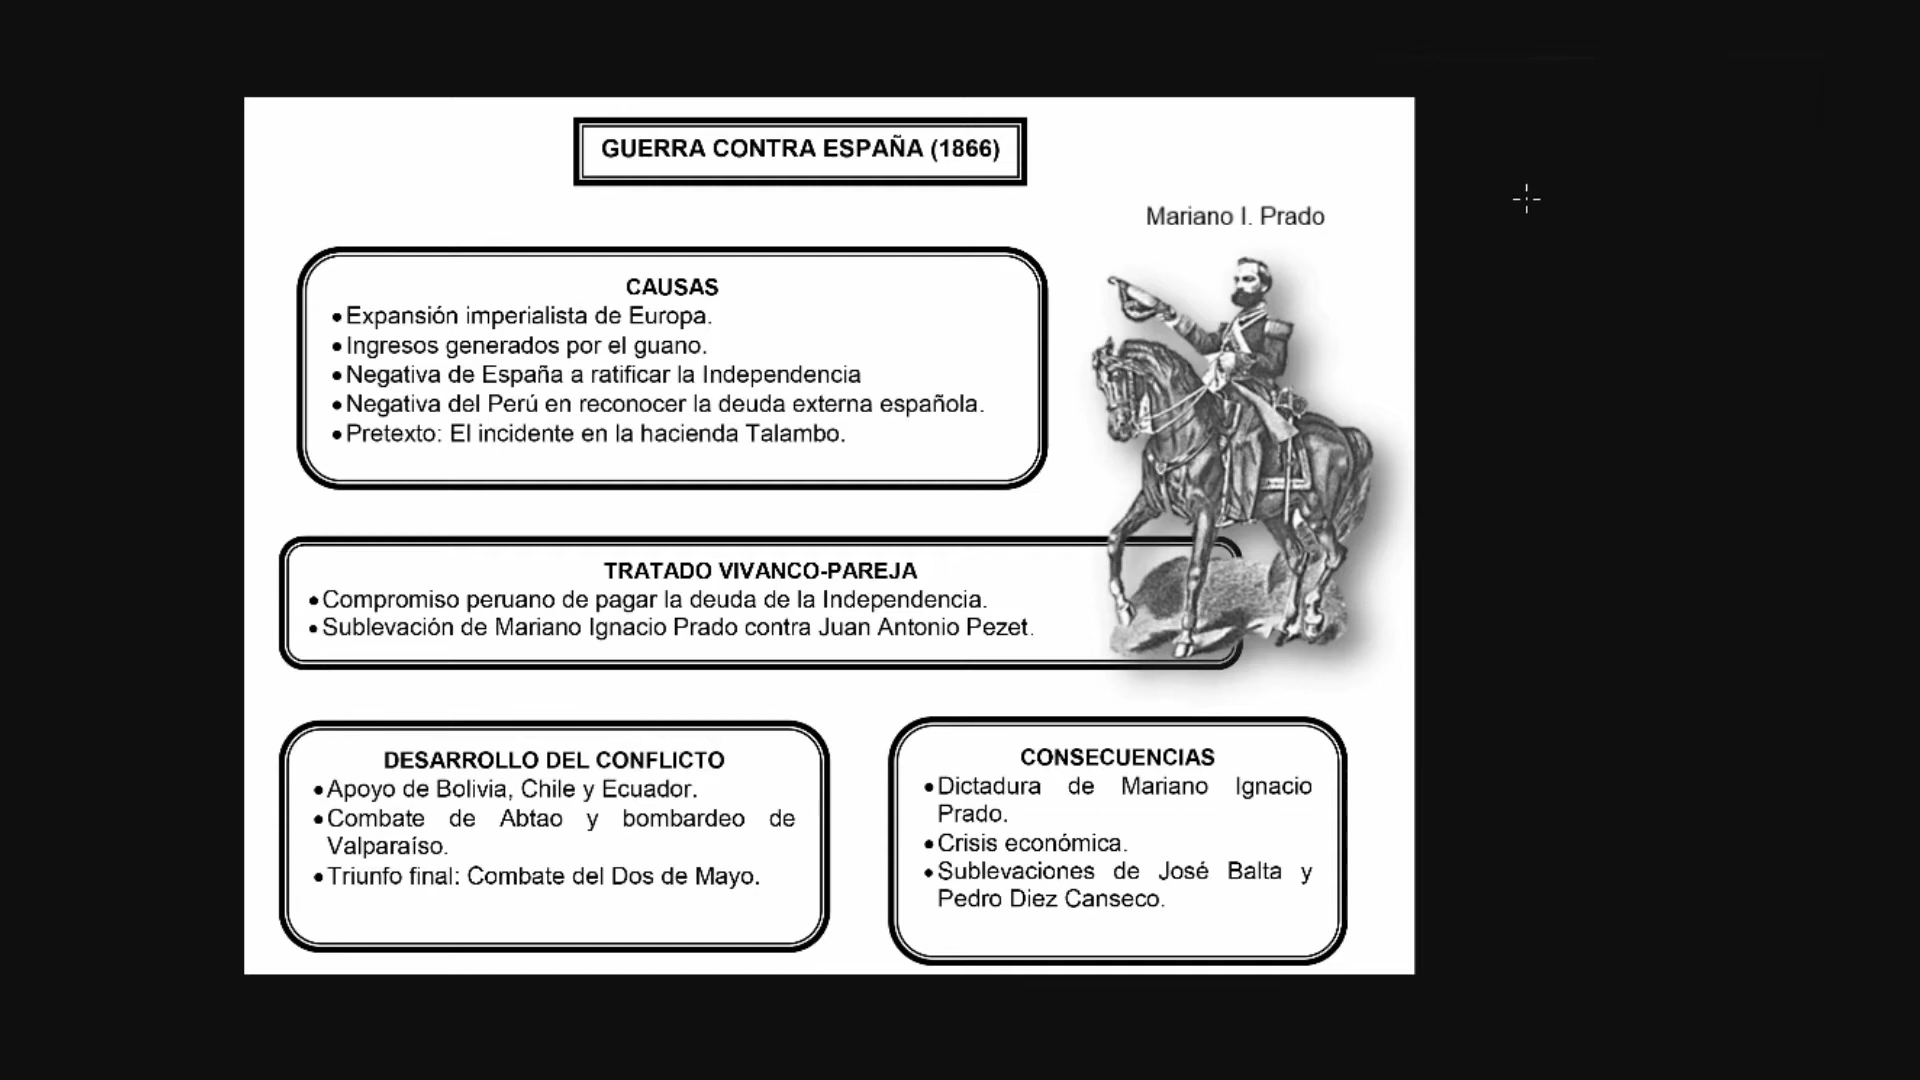 GUERRA CONTRA ESPAÑA (1866)
Mariano I. Prado
CAUSAS
•Expansión imperialista de Europa.
•Ingresos generados por el guano.
•Negativa de España a ratificar la Independencia
•Negativa del Perú en reconocer la deuda externa española.
•Pretexto: El incidente en la hacienda Talambo.
TRATADO VIVANCO-PAREJA
•Compromiso peruano de pagar la deuda de la Independencia.
•Sublevación de Mariano Ignacio Prado contra Juan Antonio Pezet.
DESARROLLO DEL CONFLICTO
•Apoyo de Bolivia, Chile y Ecuador.
•Combate de Abtao y bombardeo de
Valparaíso.
•Triunfo final: Combate del Dos de Mayo.
CONSECUENCIAS
•Dictadura de Mariano Ignacio
Prado.
•Crisis económica.
•Sublevaciones de José Balta y
Pedro Diez Canseco.